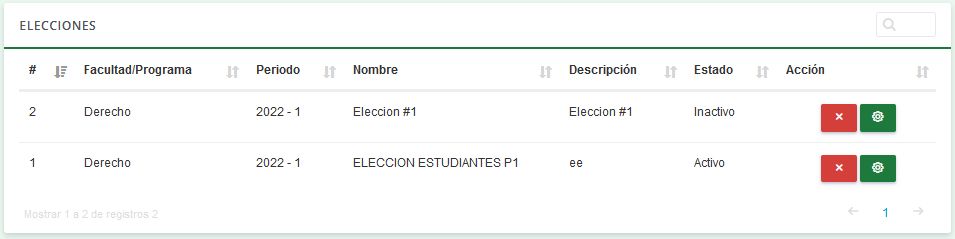 ELECCIONES
# Facultad/Programa Periodo Nombre Descripción Estado Acción
2 Derecho 2022 - 1 Eleccion #1 Eleccion #1 Inactivo
1 Derecho 2022 - 1 ELECCION ESTUDIANTES P1 ee Activo
Mostrar 1 a 2 de registros 2
1